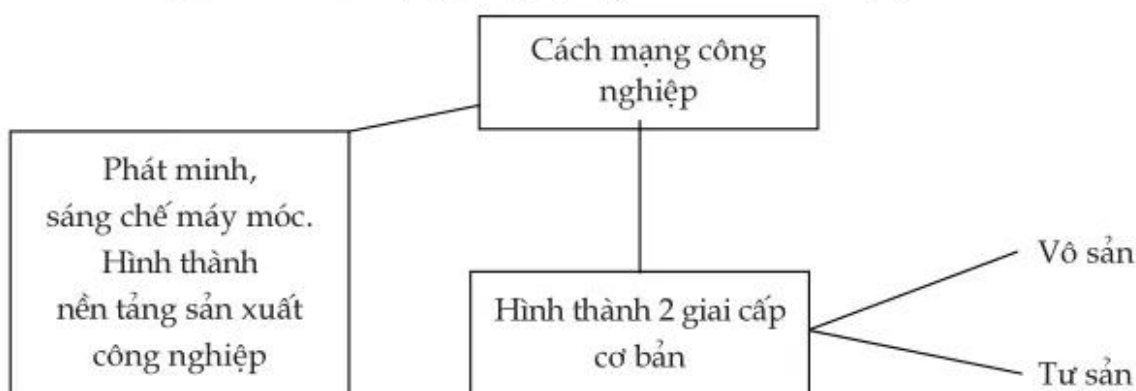 Cách mạng công
nghiệp
Phát minh,
sáng chế máy móc.
Hình thành
nền tảng sản xuất
công nghiệp
Hình thành 2 giai cấp
cơ bản
Vô sản
Tư sản